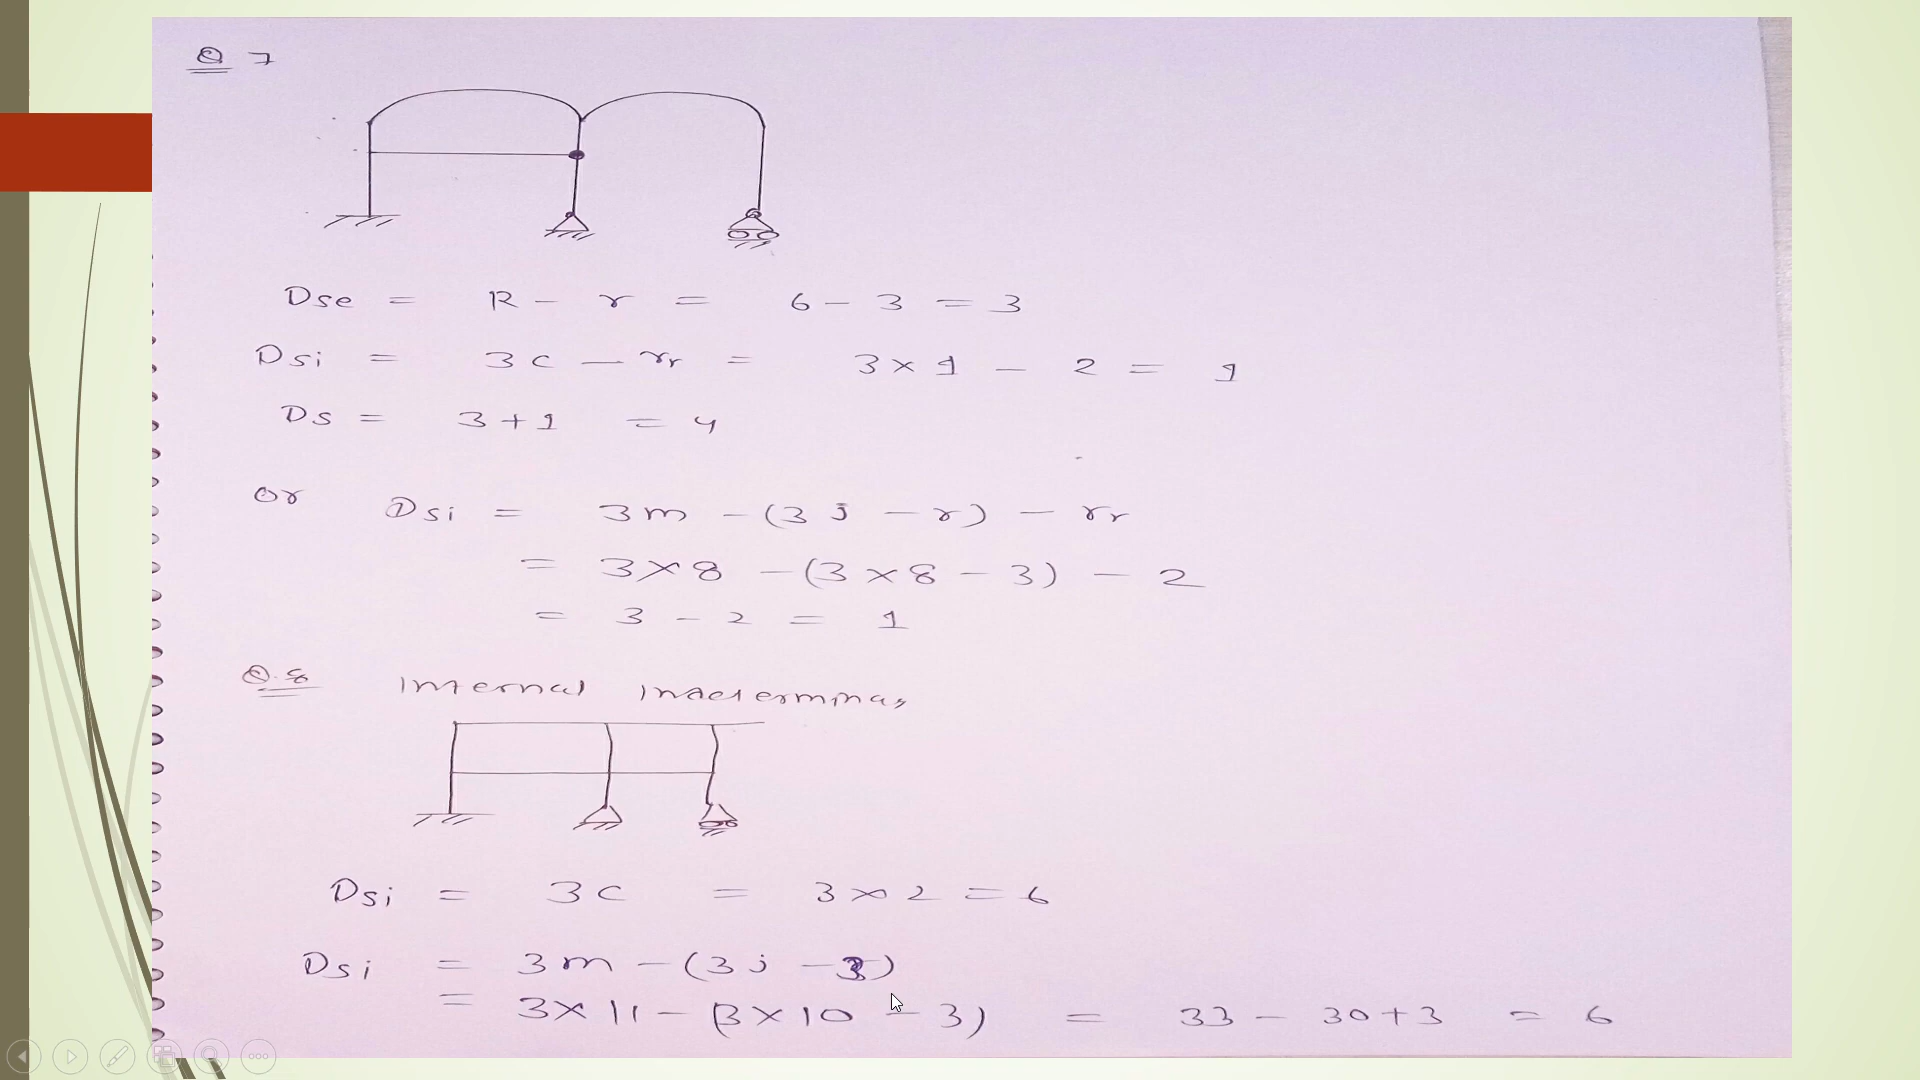 Q 7
Dse = R - r = 6 - 3 = 3
Dsi = 3c - rr = 3 × 1 - 2 = 1
Ds = 3+1 = 4
or Dsi = 3m - (3j - r) - rr
= 3×8 - (3×8 - 3) - 2
= 3 - 2 = 1
Q.8 Internal
Dsi = 3c = 3 × 2 = 6
Dsi = 3m - (3j - 3)
= 3× 11 - (3×10 - 3) = 33 - 30+3 = 6